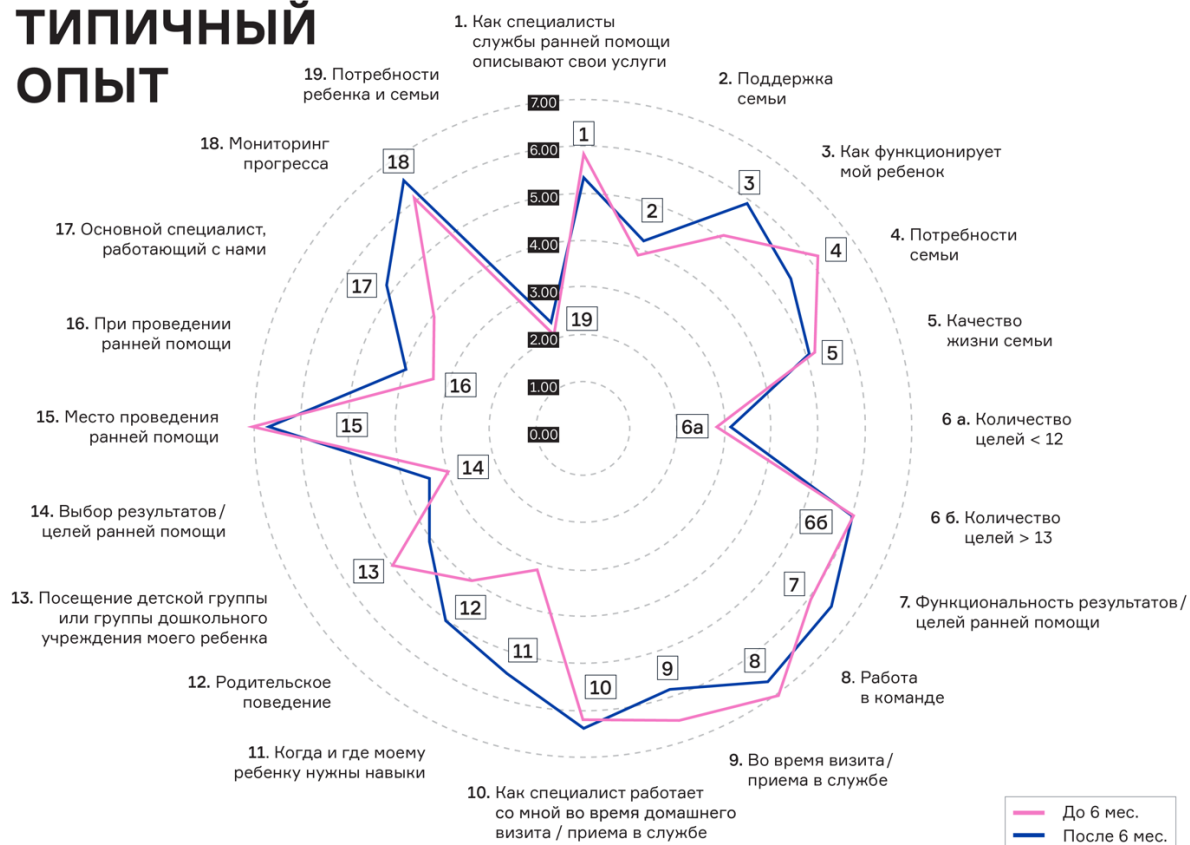 ТИПИЧНЫЙ
ОПЫТ
1. Как специалисты
службы ранней помощи
описывают свои услуги
2. Поддержка
семьи
3. Как функционирует
мой ребенок
4. Потребности
семьи
5. Качество
жизни семьи
6 а. Количество
целей < 12
6 б. Количество
целей > 13
7. Функциональность результатов/
целей ранней помощи
8. Работа
в команде
9. Во время визита/
приема в службе
10. Как специалист работает
со мной во время домашнего
визита / приема в службе
11. Когда и где моему
ребенку нужны навыки
12. Родительское
поведение
13. Посещение детской группы
или группы дошкольного
учреждения моего ребенка
14. Выбор результатов/
целей ранней помощи
15. Место проведения
ранней помощи
16. При проведении
ранней помощи
17. Основной специалист,
работающий с нами
18. Мониторинг
прогресса
19. Потребности
ребенка и семьи
7.00
6.00
5.00
4.00
3.00
2.00
1.00
0.00
1
2
3
4
5
6а
6б
7
8
9
10
11
12
13
14
15
16
17
18
19
До 6 мес.
После 6 мес.